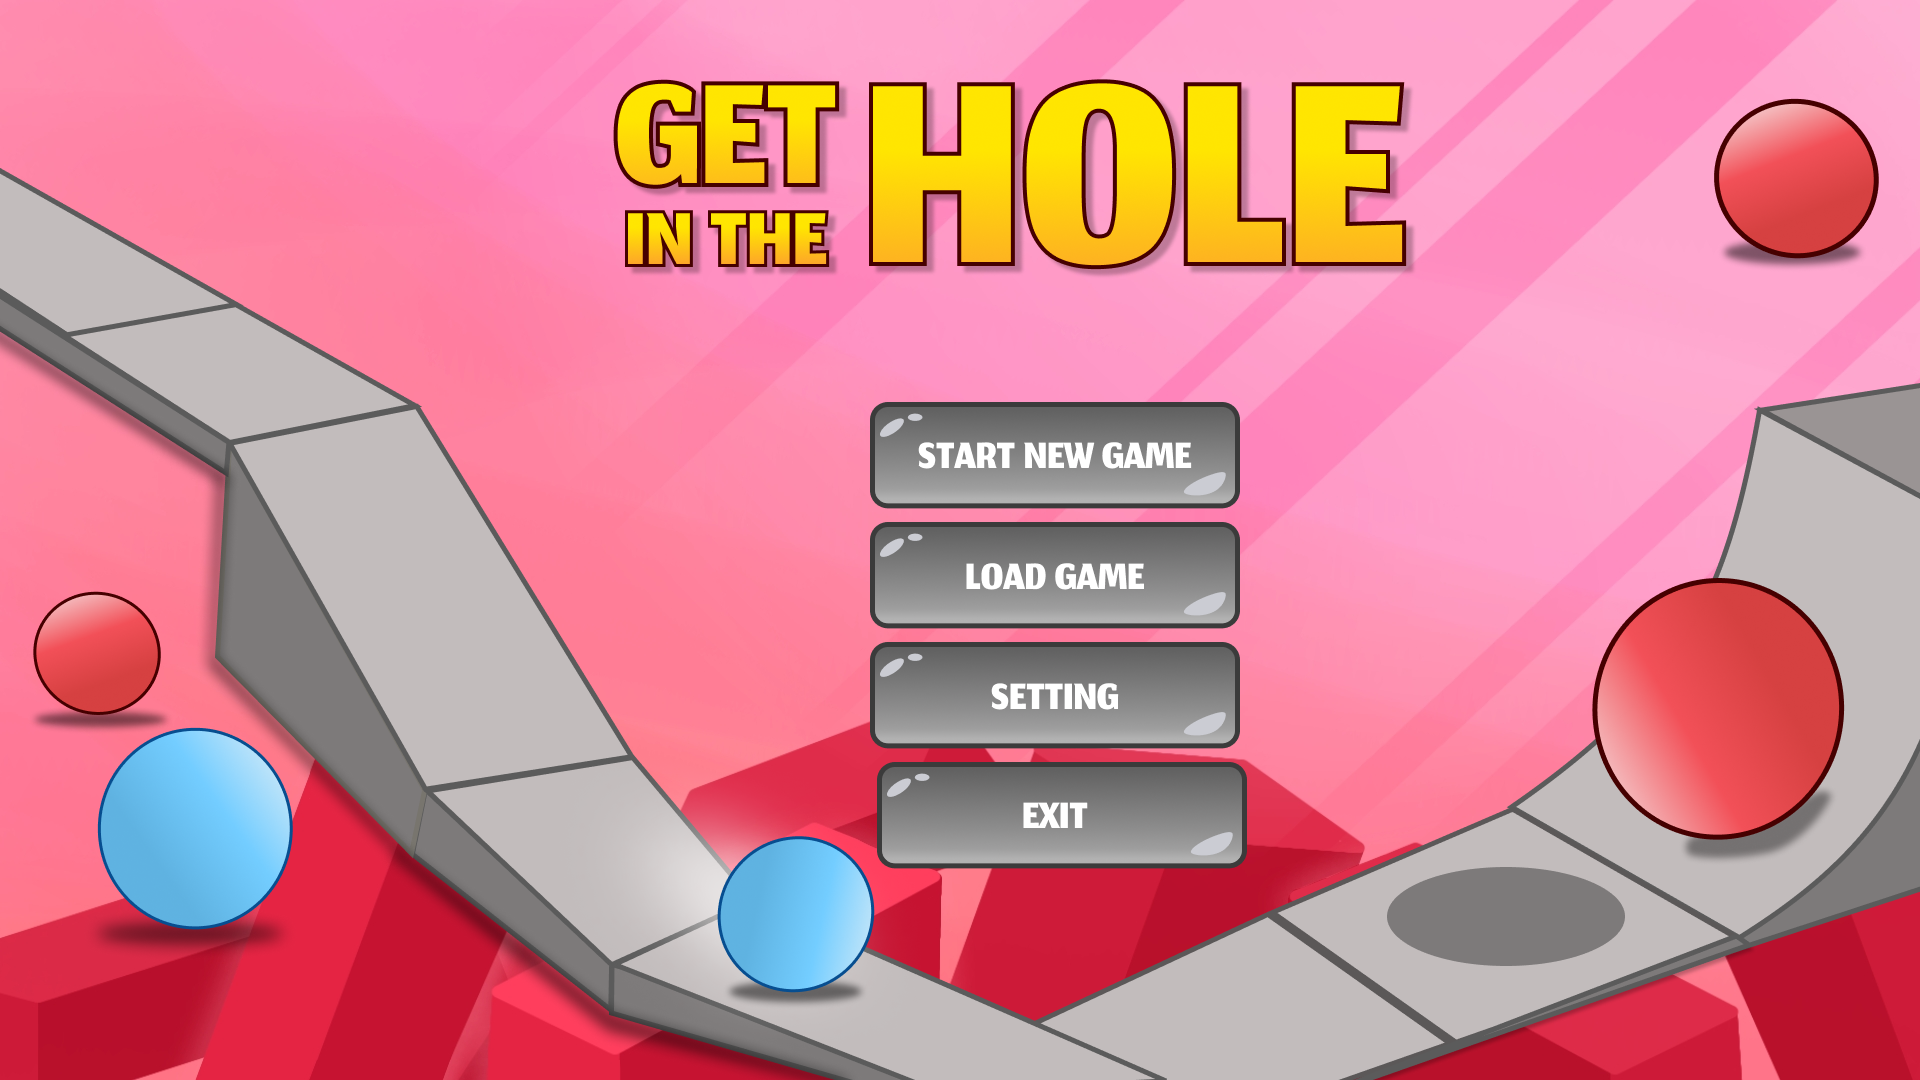 GET
IN THE
HOLE
START NEW GAME
LOAD GAME
SETTING
EXIT